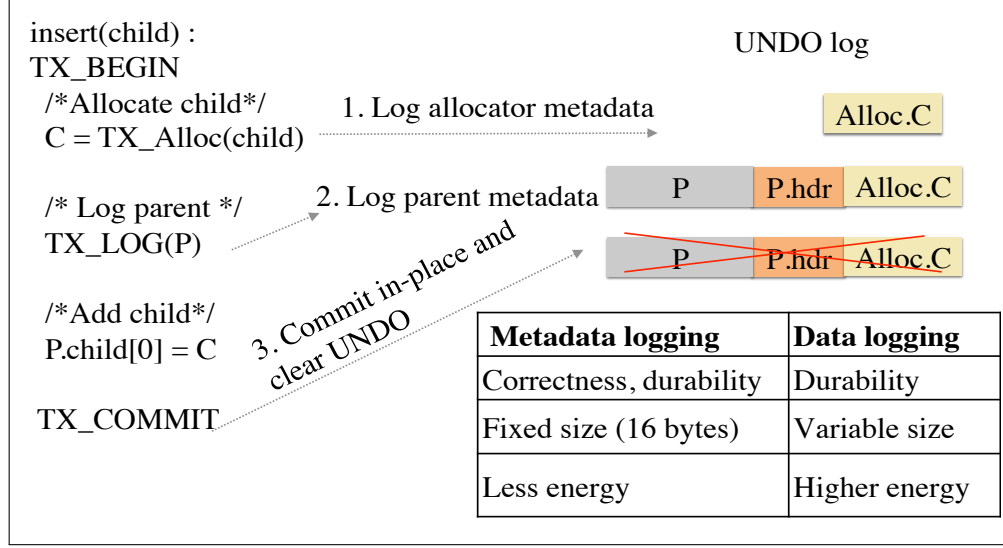 insert(child) :
TX_BEGIN
/*Allocate child*/
C = TX_Alloc(child)
/* Log parent */
TX_LOG(P)
/*Add child*/
P.child[0] = C
TX_COMMIT
UNDO log
1. Log allocator metadata
Alloc.C
2. Log parent metadata
P P.hdr Alloc.C
3. Commit in-place and
clear UNDO
P P.hdr Alloc.C
Metadata logging Data logging
Correctness, durability Durability
Fixed size (16 bytes) Variable size
Less energy Higher energy